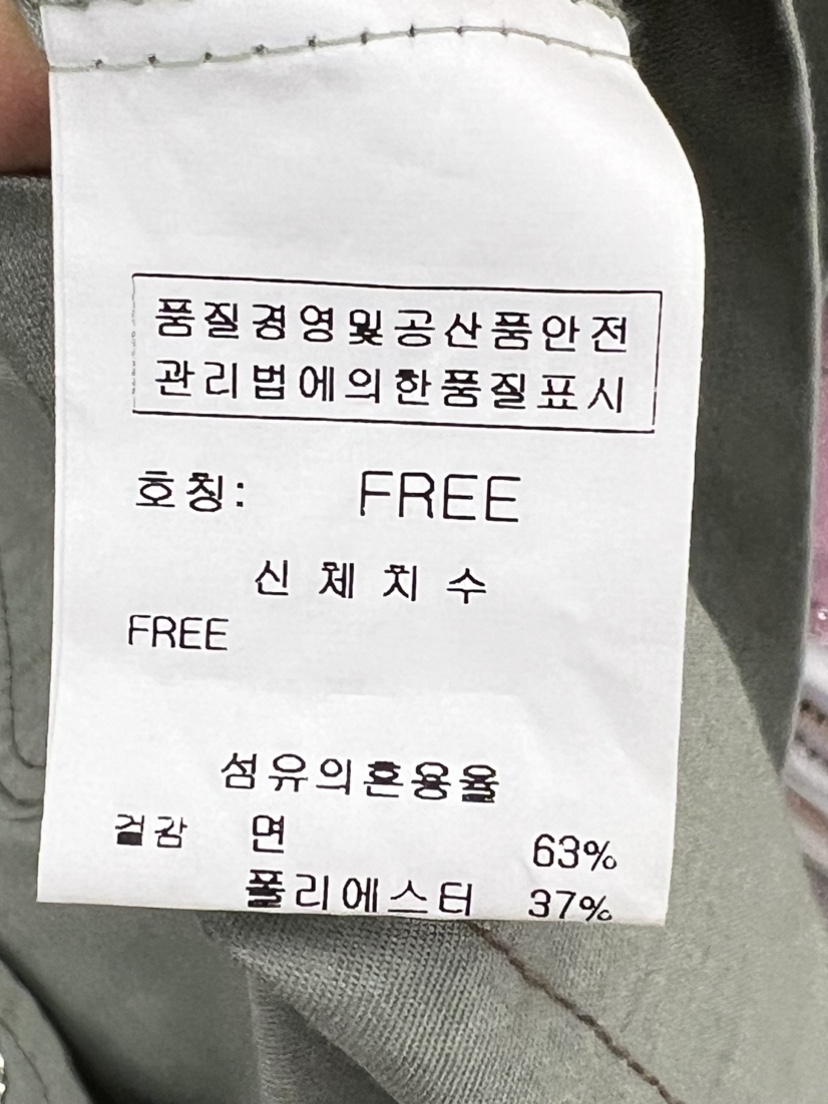 품질경영및공산품안전
관리법에의한품질표시
호칭: FREE
신체치수
FREE
섬유의혼용율
겉감 면 63%
폴리에스터 37%